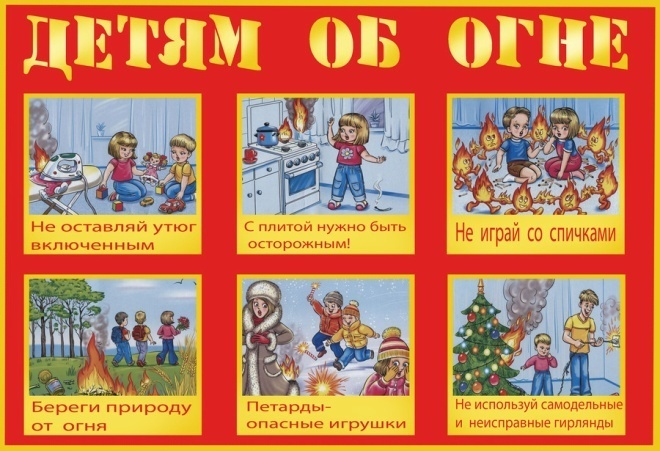 ДЕТЯМ ОБ ОГНЕ
Не оставляй утюг
включенным
С плитой нужно быть
осторожным!
Не играй со спичками
Береги природу
от огня
Петарды-
опасные игрушки
Не используй самодельные
и неисправные гирлянды